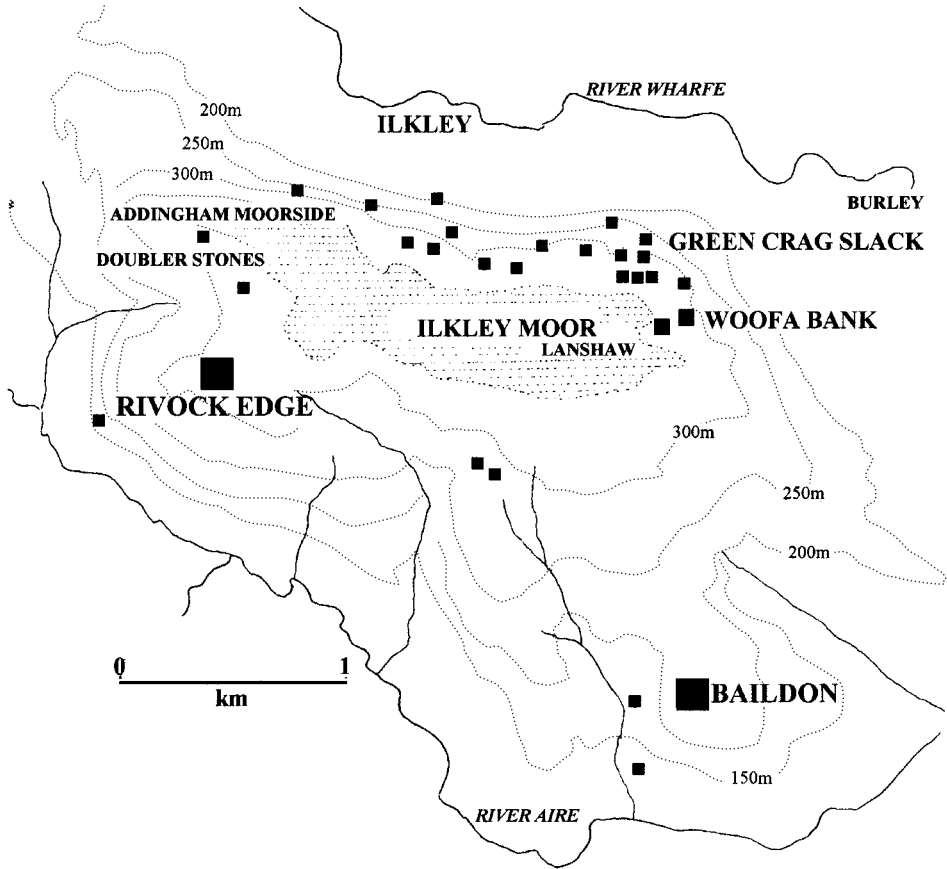 RIVER WHARFE
200m
ILKLEY
250m
300m
BURLEY
ADDINGHAM MOORSIDE
GREEN CRAG SLACK
DOUBLER STONES
ILKLEY MOOR
WOOFA BANK
LANSHAW
RIVOCK EDGE
300m
250m
200m
0 1
km
BAILDON
150m
RIVER AIRE